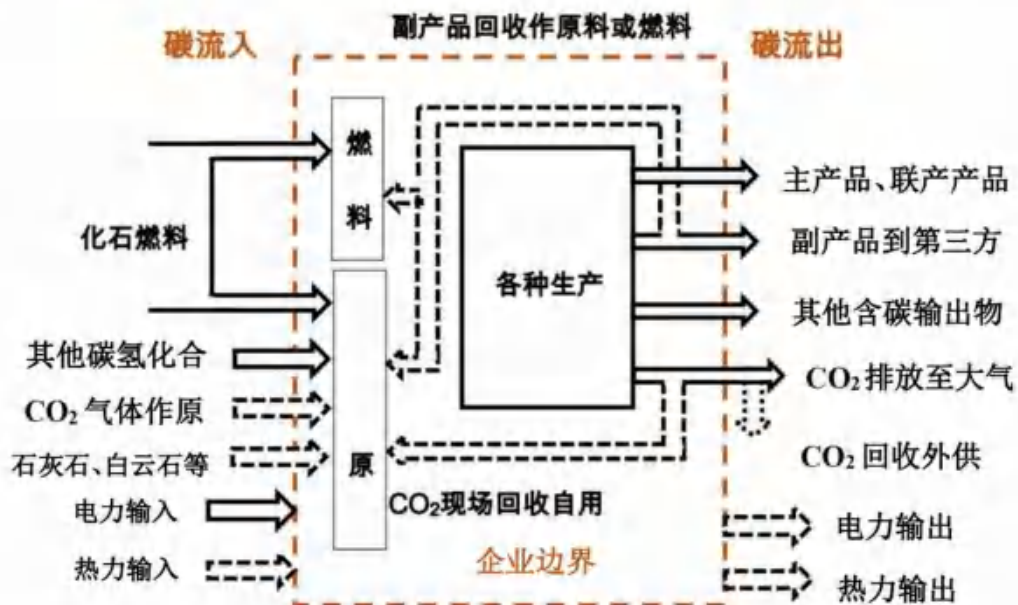 副产品回收作原料或燃料
碳流入
碳流出
燃
料
化石燃料
各种生产
主产品、联产产品
副产品到第三方
其他含碳输出物
其他碳氢化合
CO₂ 气体作原
石灰石、白云石等
原
CO₂排放至大气
CO₂回收外供
电力输入
CO₂现场回收自用
热力输入
企业边界
电力输出
热力输出